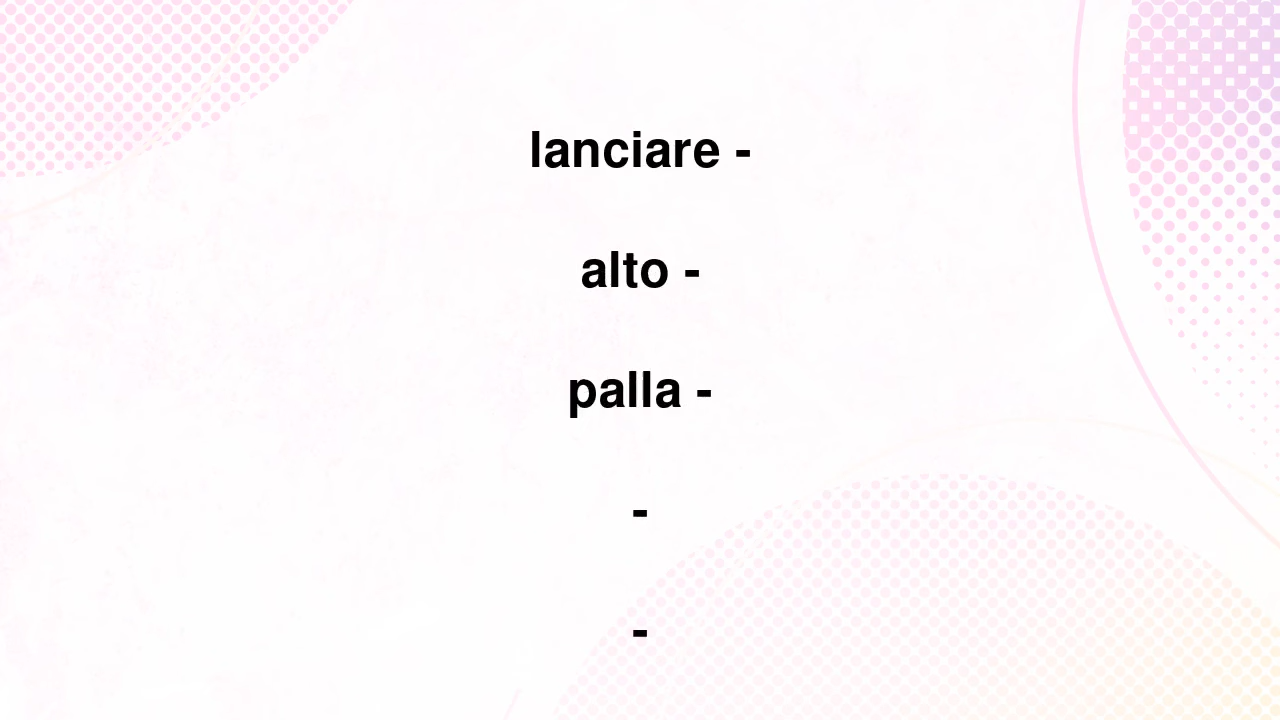 lanciare -
alto -
palla -
-
-